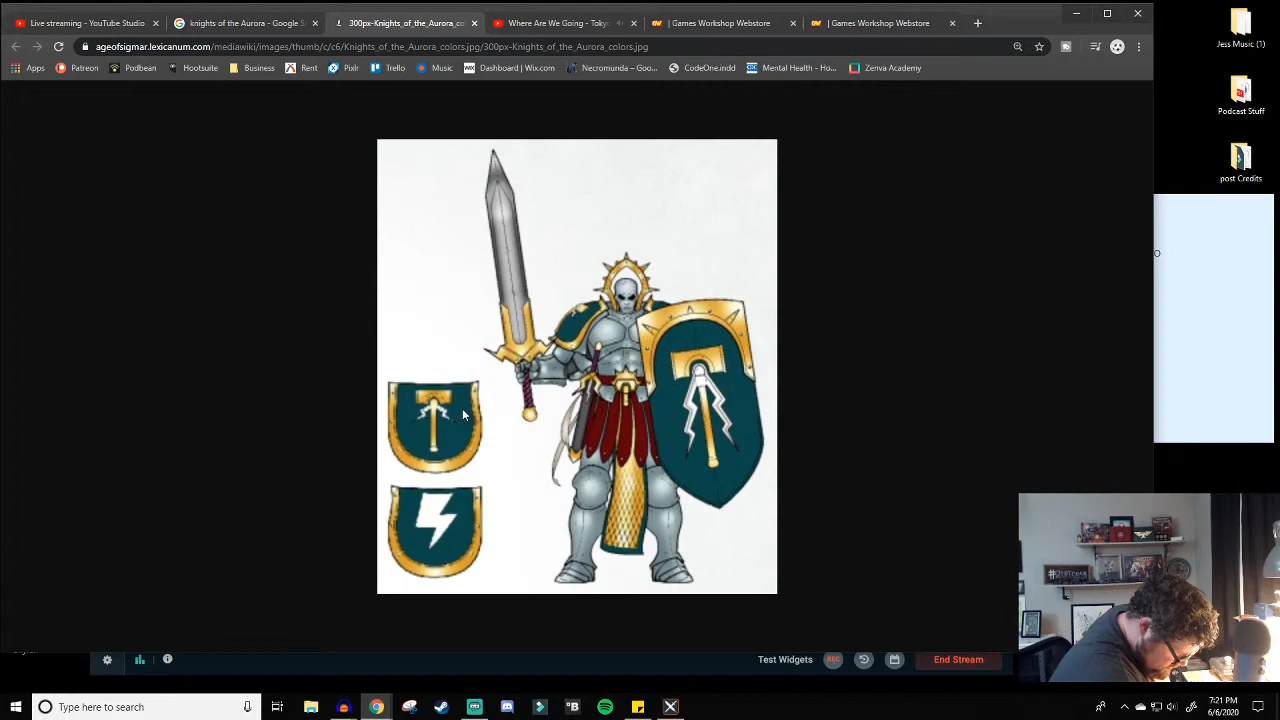 Live streaming - YouTube Studio
knights of the Aurora - Google S
300px-Knights_of_the_Aurora_co
Where Are We Going - Tokyo
| Games Workshop Webstore
| Games Workshop Webstore
ageofsigmar.lexicanum.com/mediawiki/images/thumb/c/c6/Knights_of_the_Aurora_colors.jpg/300px-Knights_of_the_Aurora_colors.jpg
Apps
Patreon
Podbean
Hootsuite
Business
Rent
Pixlr
Trello
Music
Dashboard | Wix.com
Necromunda – Goo...
CodeOne.indd
Mental Health - Ho...
Zenva Academy
Jess Music (1)
Podcast Stuff
post Credits
Test Widgets
REC
End Stream
Type here to search
7:21 PM
6/6/2020